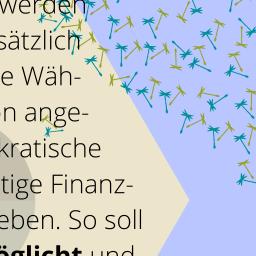 werden
sätzlich
e Wäh-
n ange-
kratische
tige Finanz-
eben. So soll
öglicht und